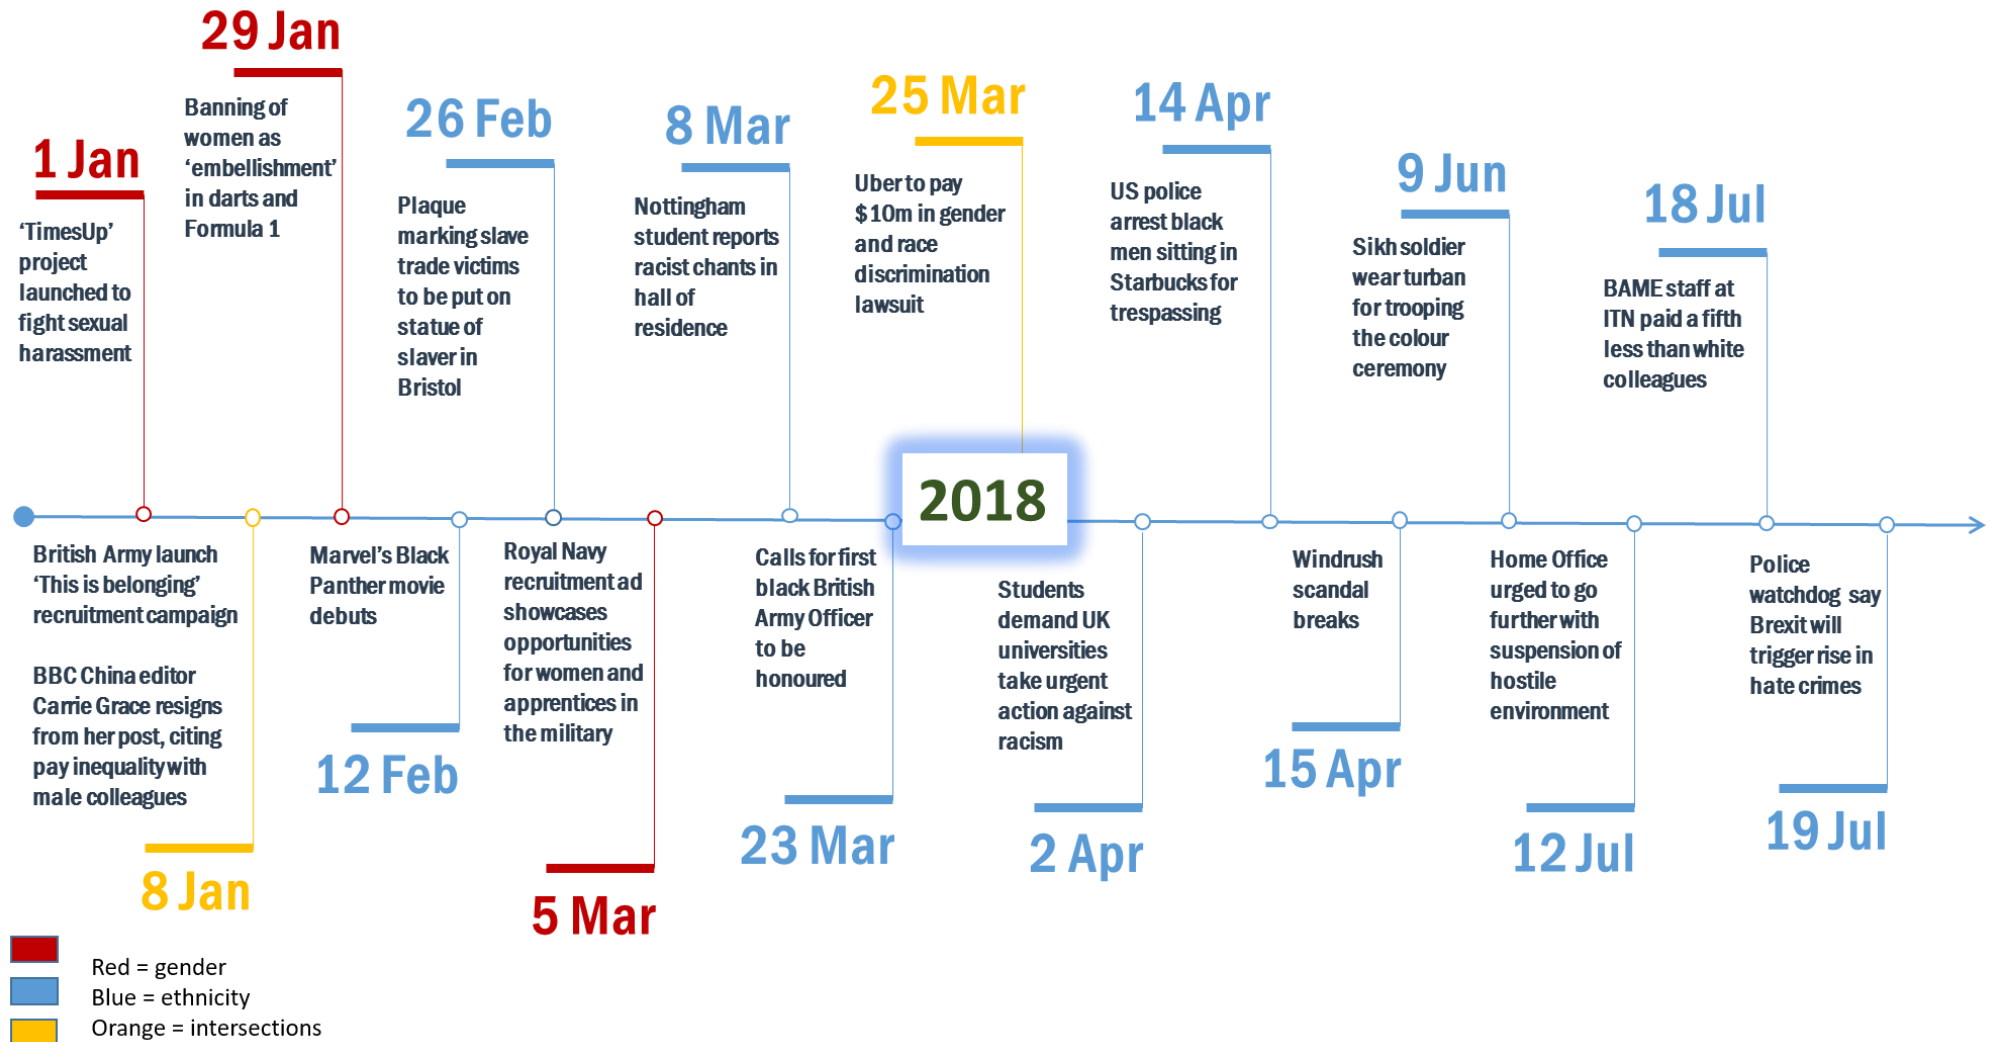 29 Jan
Banning of
women as
‘embellishment’
in darts and
Formula 1
1 Jan
‘TimesUp’
project
launched to
fight sexual
harassment
26 Feb
Plaque
marking slave
trade victims
to be put on
statue of
slaver in
Bristol
8 Mar
Nottingham
student reports
racist chants in
hall of
residence
25 Mar
Uber to pay
$10m in gender
and race
discrimination
lawsuit
14 Apr
US police
arrest black
men sitting in
Starbucks for
trespassing
9 Jun
Sikh soldier
wear turban
for trooping
the colour
ceremony
18 Jul
BAME staff at
ITN paid a fifth
less than white
colleagues
2018
British Army launch
‘This is belonging’
recruitment campaign
BBC China editor
Carrie Grace resigns
from her post, citing
pay inequality with
male colleagues
8 Jan
Marvel’s Black
Panther movie
debuts
12 Feb
Royal Navy
recruitment ad
showcases
opportunities
for women and
apprentices in
the military
5 Mar
Calls for first
black British
Army Officer
to be
honoured
23 Mar
Students
demand UK
universities
take urgent
action against
racism
2 Apr
Windrush
scandal
breaks
15 Apr
Home Office
urged to go
further with
suspension of
hostile
environment
12 Jul
Police
watchdog say
Brexit will
trigger rise in
hate crimes
19 Jul
Red = gender
Blue = ethnicity
Orange = intersections